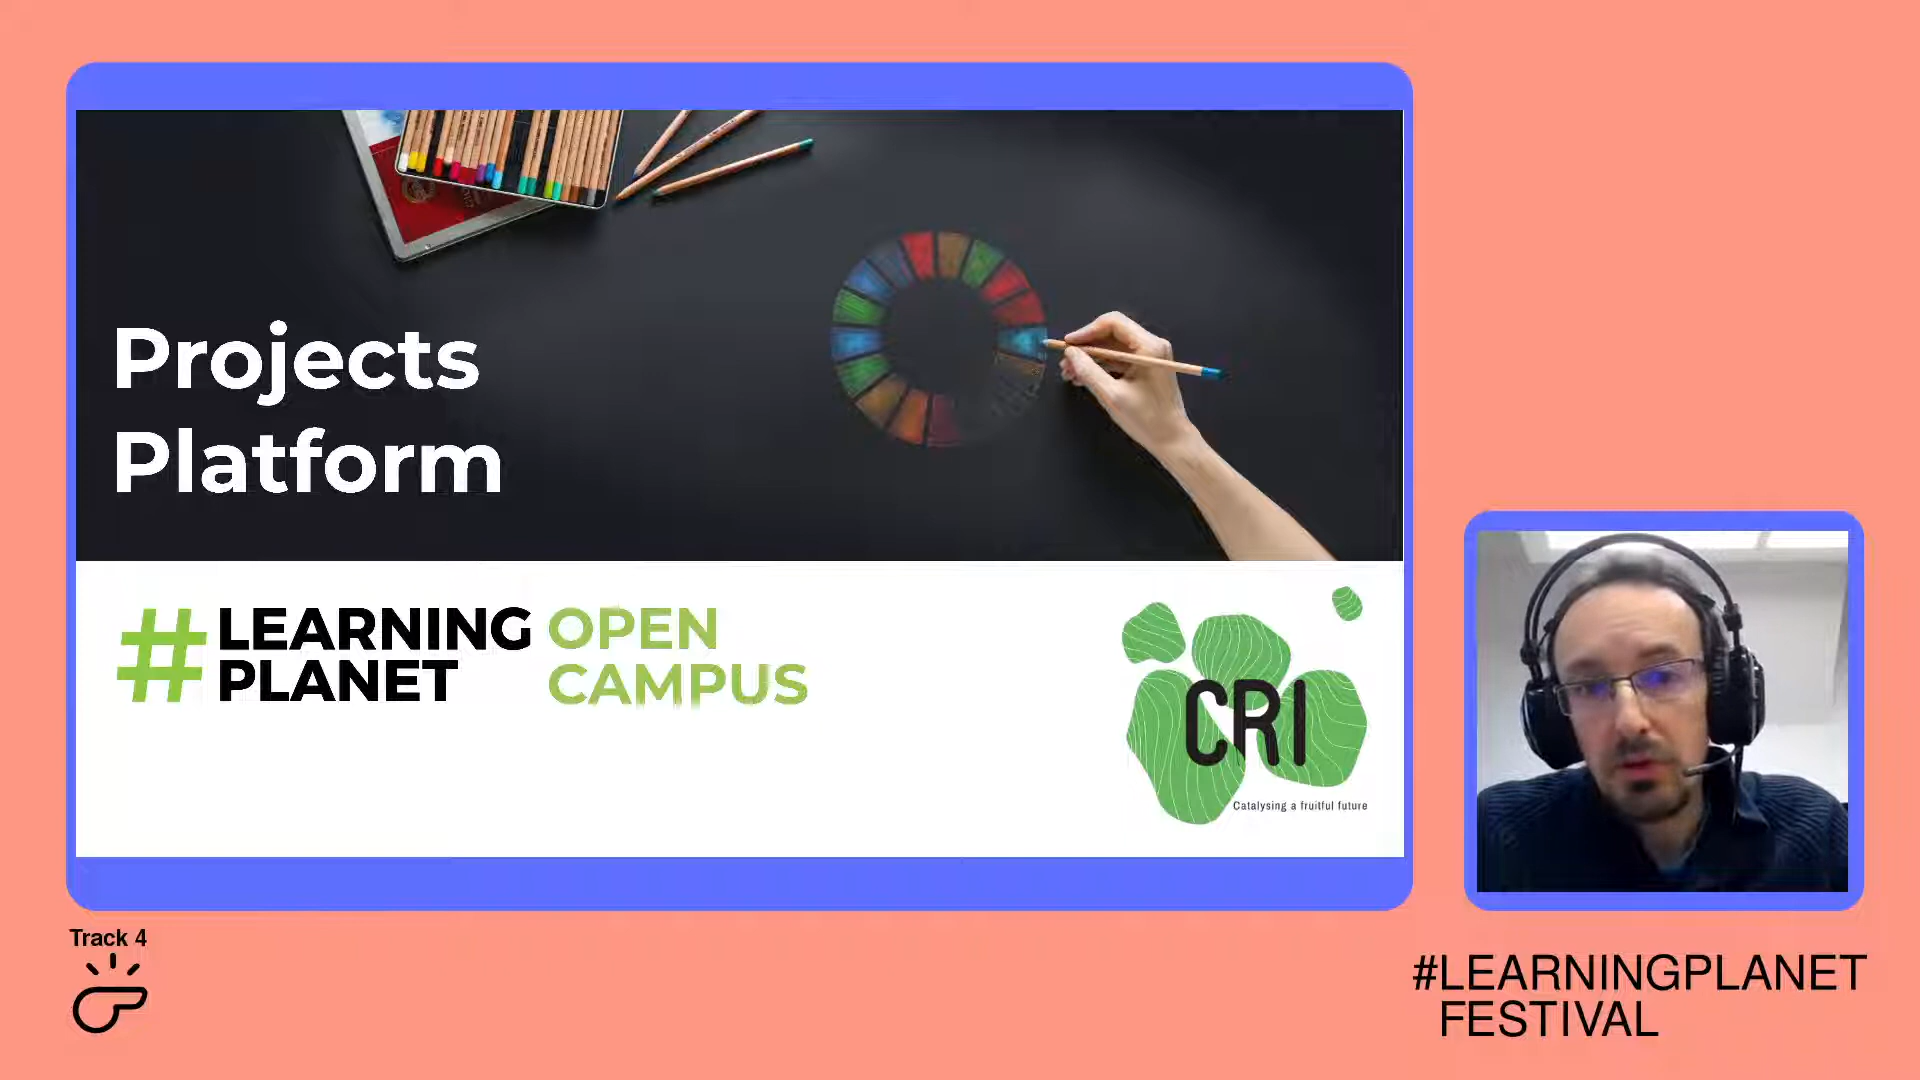 Projects
Platform
#LEARNING OPEN
PLANET CAMPUS
CRI
Catalysing a fruitful future
Track 4
#LEARNINGPLANET
FESTIVAL